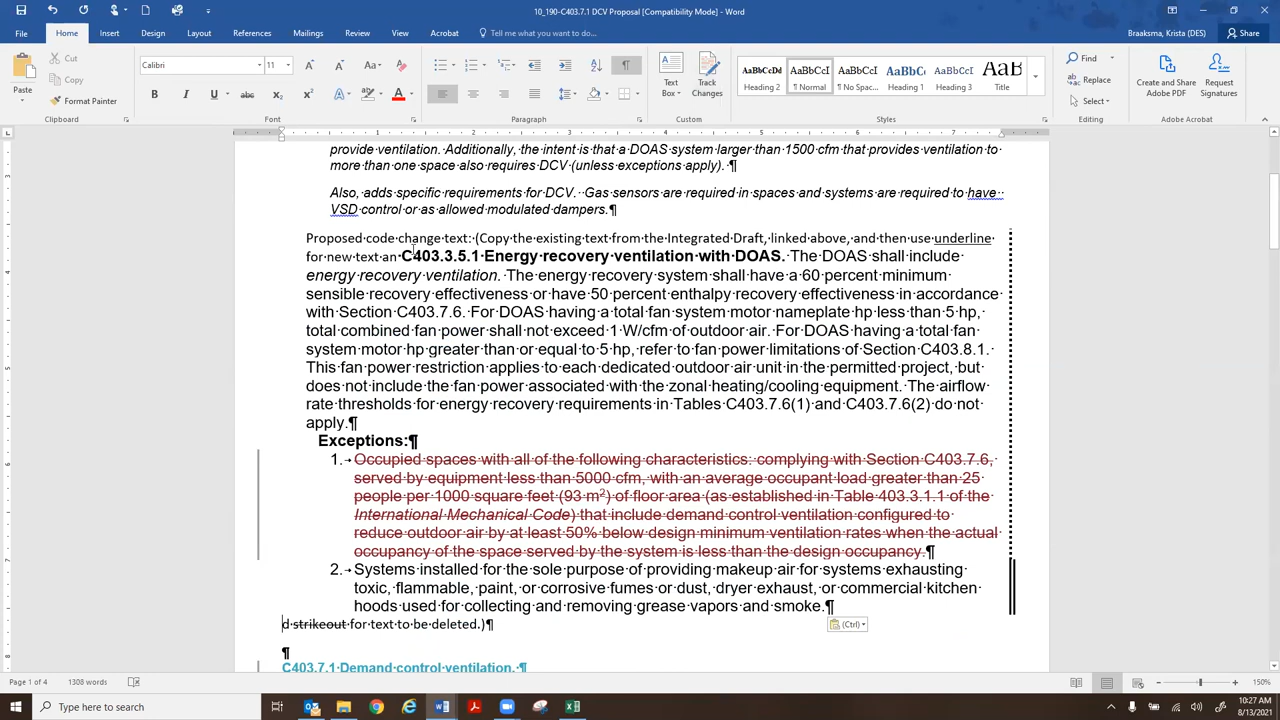 10_190-C403.7.1 DCV Proposal [Compatibility Mode] - Word
Braaksma, Krista (DES)
File Home Insert Design Layout References Mailings Review View Acrobat Tell me what you want to do... Share
Cut
Copy
Format Painter
Paste
Calibri 11
Text Box
Track Changes
AaBbCcDd AaBbCcI AaBbCcI AaBbC AaBbCcD AaB
Heading 2 ¶ Normal ¶ No Spac... Heading 1 Heading 3 Title
Find
Replace
Select
Create and Share Adobe PDF
Request Signatures
Clipboard Font Paragraph Custom Styles Editing Adobe Acrobat
provide ventilation. Additionally, the intent is that a DOAS system larger than 1500 cfm that provides ventilation to
more than one space also requires DCV (unless exceptions apply). ¶
Also, adds specific requirements for DCV. Gas sensors are required in spaces and systems are required to have
VSD control or as allowed modulated dampers.¶
Proposed code change text: (Copy the existing text from the Integrated Draft, linked above, and then use underline
for new text an C403.3.5.1 Energy recovery ventilation with DOAS. The DOAS shall include
energy recovery ventilation. The energy recovery system shall have a 60 percent minimum
sensible recovery effectiveness or have 50 percent enthalpy recovery effectiveness in accordance
with Section C403.7.6. For DOAS having a total fan system motor nameplate hp less than 5 hp,
total combined fan power shall not exceed 1 W/cfm of outdoor air. For DOAS having a total fan
system motor hp greater than or equal to 5 hp, refer to fan power limitations of Section C403.8.1.
This fan power restriction applies to each dedicated outdoor air unit in the permitted project, but
does not include the fan power associated with the zonal heating/cooling equipment. The airflow
rate thresholds for energy recovery requirements in Tables C403.7.6(1) and C403.7.6(2) do not
apply.¶
Exceptions:¶
1. Occupied spaces with all of the following characteristics: complying with Section C403.7.6,
served by equipment less than 5000 cfm, with an average occupant load greater than 25
people per 1000 square feet (93 m²) of floor area (as established in Table 403.3.1.1 of the
International Mechanical Code) that include demand control ventilation configured to
reduce outdoor air by at least 50% below design minimum ventilation rates when the actual
occupancy of the space served by the system is less than the design occupancy.¶
2. Systems installed for the sole purpose of providing makeup air for systems exhausting
toxic, flammable, paint, or corrosive fumes or dust, dryer exhaust, or commercial kitchen
hoods used for collecting and removing grease vapors and smoke.¶
d strikeout for text to be deleted.)¶
(Ctrl)
¶
C403.7.1 Demand control ventilation. ¶
Page 1 of 4 1308 words 150%
Type here to search
10:27 AM
8/13/2021